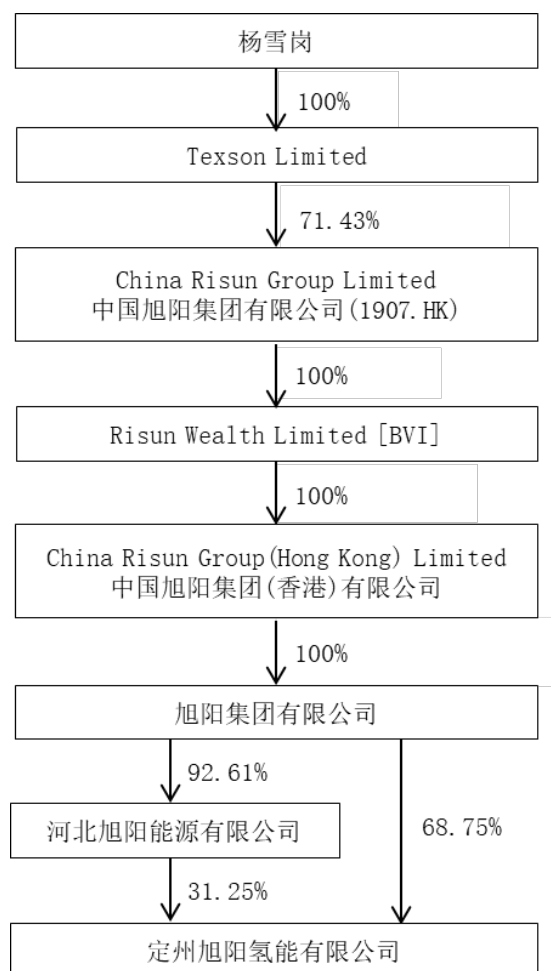 杨雪岗
100%
Texson Limited
71.43%
China Risun Group Limited
中国旭阳集团有限公司(1907.HK)
100%
Risun Wealth Limited [BVI]
100%
China Risun Group(Hong Kong) Limited
中国旭阳集团(香港)有限公司
100%
旭阳集团有限公司
92.61%
河北旭阳能源有限公司
68.75%
31.25%
定州旭阳氢能有限公司